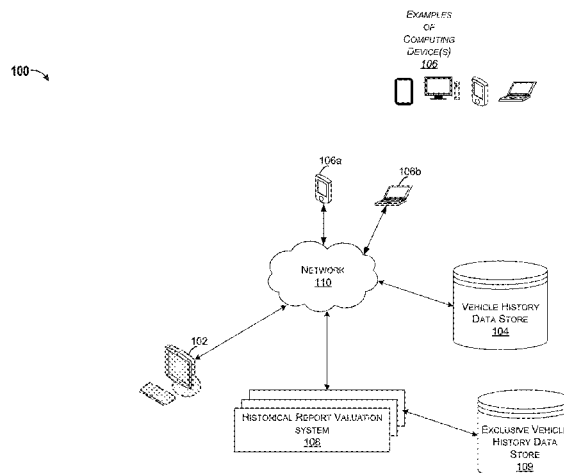 EXAMPLES
OF
COMPUTING
DEVICE(S)
106
100
106a
106b
NETWORK
110
VEHICLE HISTORY
DATA STORE
104
102
HISTORICAL REPORT VALUATION
SYSTEM
108
EXCLUSIVE VEHICLE
HISTORY DATA
STORE
109